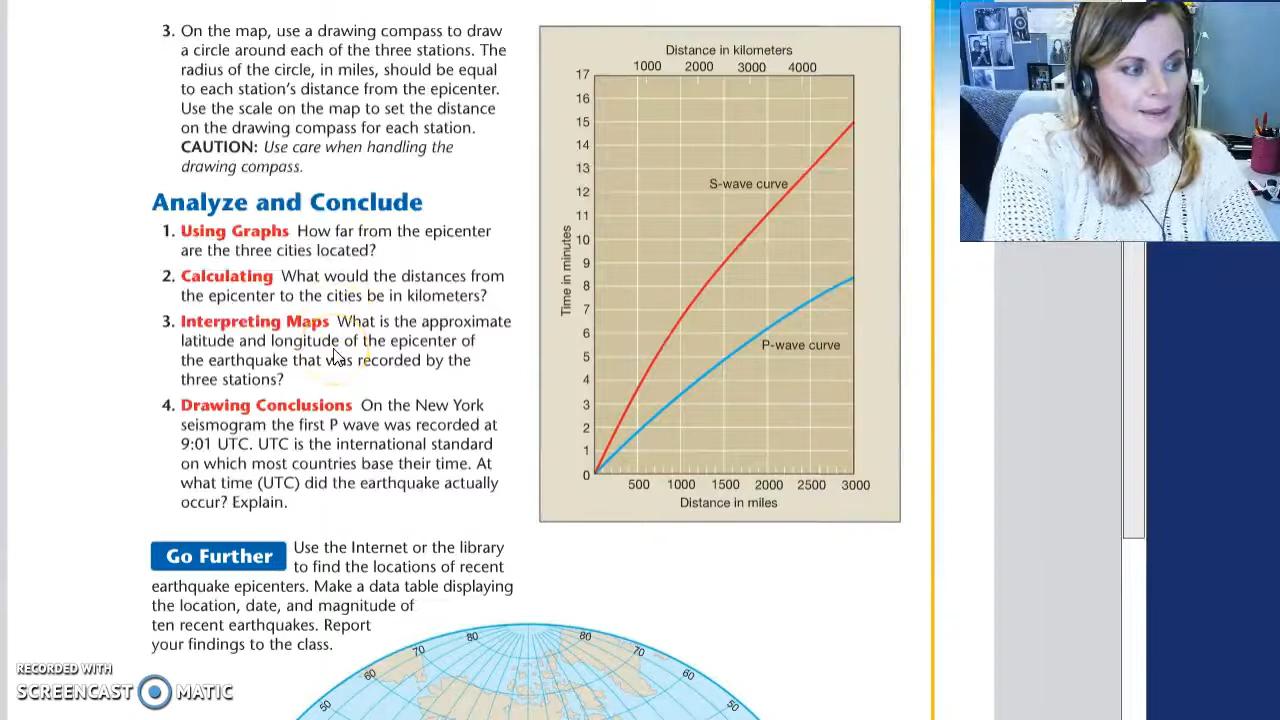 3. On the map, use a drawing compass to draw
a circle around each of the three stations. The
radius of the circle, in miles, should be equal
to each station's distance from the epicenter.
Use the scale on the map to set the distance
on the drawing compass for each station.
CAUTION: Use care when handling the
drawing compass.
Analyze and Conclude
1. Using Graphs How far from the epicenter
are the three cities located?
2. Calculating What would the distances from
the epicenter to the cities be in kilometers?
3. Interpreting Maps What is the approximate
latitude and longitude of the epicenter of
the earthquake that was recorded by the
three stations?
4. Drawing Conclusions On the New York
seismogram the first P wave was recorded at
9:01 UTC. UTC is the international standard
on which most countries base their time. At
what time (UTC) did the earthquake actually
occur? Explain.
Go Further Use the Internet or the library
to find the locations of recent
earthquake epicenters. Make a data table displaying
the location, date, and magnitude of
ten recent earthquakes. Report
your findings to the class.
Distance in kilometers
1000 2000 3000 4000
17
16
15
14
13
12
11
10
9
8
7
6
5
4
3
2
1
0
Time in minutes
S-wave curve
P-wave curve
500 1000 1500 2000 2500 3000
Distance in miles
80 80
70 70
60 60
50 50
RECORDED WITH
SCREENCAST MATIC